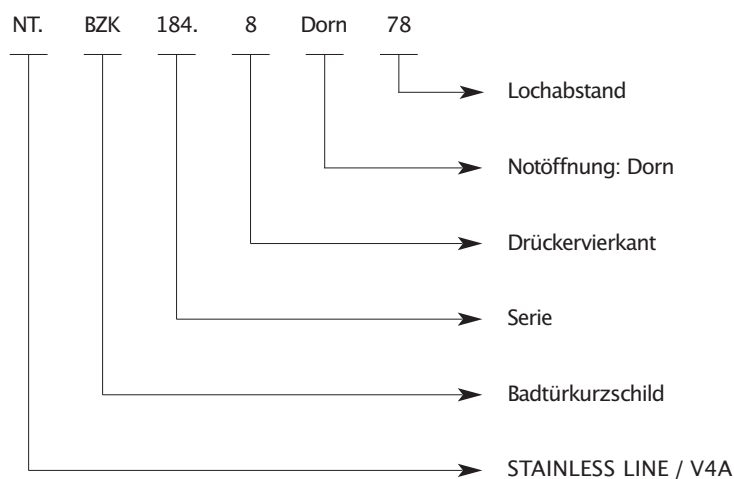 NT. BZK 184. 8 Dorn 78
Lochabstand
Notöffnung: Dorn
Drückervierkant
Serie
Badtürkurzschild
STAINLESS LINE / V4A